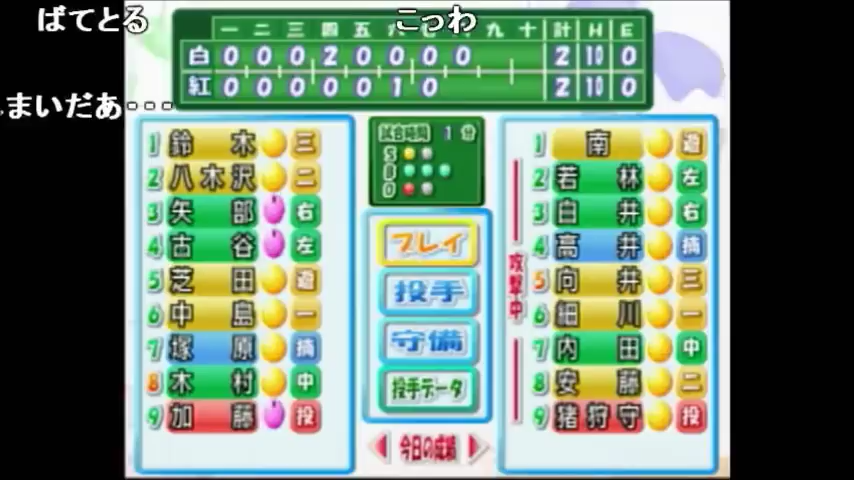 ばてとる
こっわ
まいだあ・・・
一 二 三 四 五 六 九 十 計 H E
白 0 0 0 2 0 0 0 0 2 10 0
紅 0 0 0 0 0 1 0 2 10 0
試合時間 1分
S
B
O
プレイ
投手
守備
投手データ
今日の成績
1 鈴木 三
2 八木沢 二
3 矢部 右
4 古谷 左
5 芝田 遊
6 中島 一
7 塚原 捕
8 木村 中
9 加藤 投
攻撃中
1 南 遊
2 若林 左
3 白井 右
4 高井 捕
5 向井 三
6 細川 一
7 内田 中
8 安藤 二
9 猪狩守 投